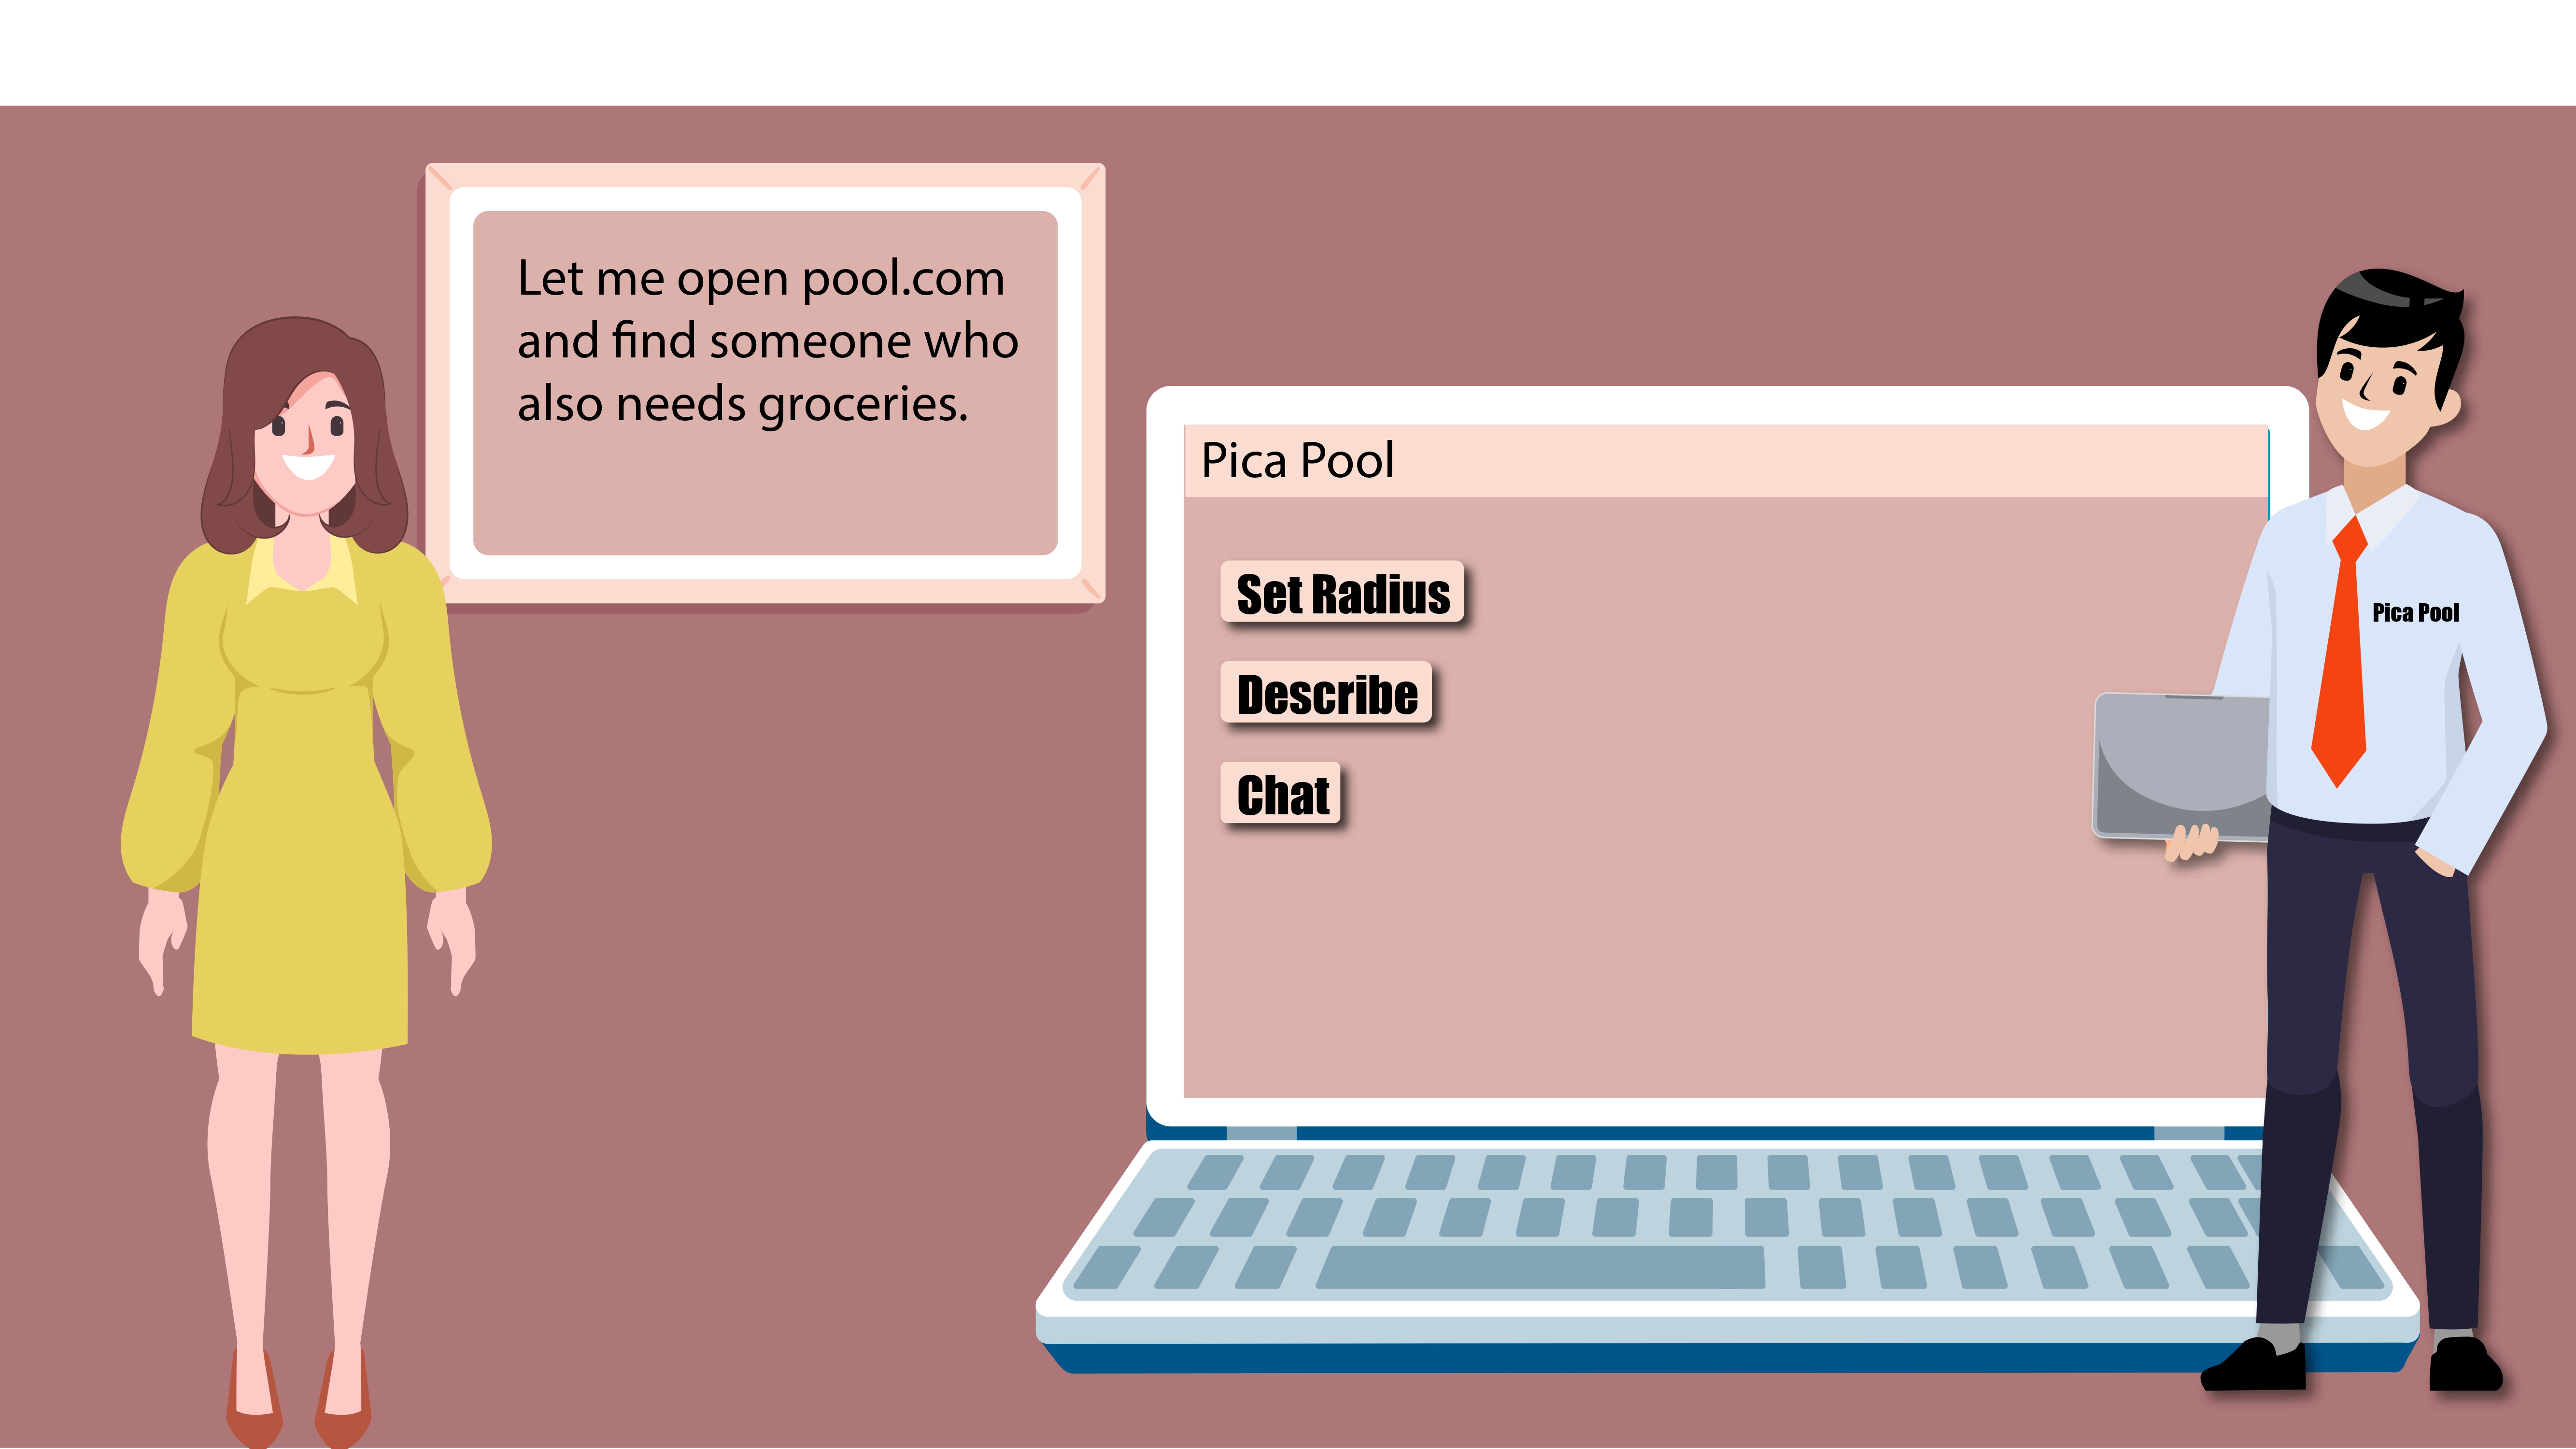 Let me open pool.com
and find someone who
also needs groceries.
Pica Pool
Set Radius
Describe
Chat
Pica Pool